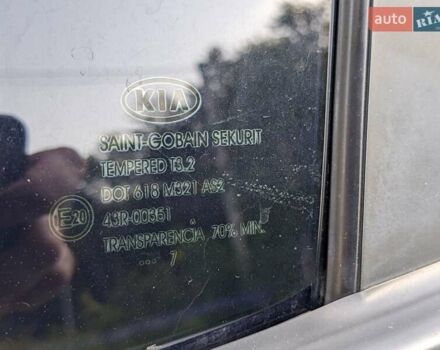 auto RIA
KIA
SAINT-GOBAIN SEKURIT
TEMPERED T3.2
DOT 618 M321 AS2
E20 43R-00351
TRANSPARENCIA 70% MIN.
... 7